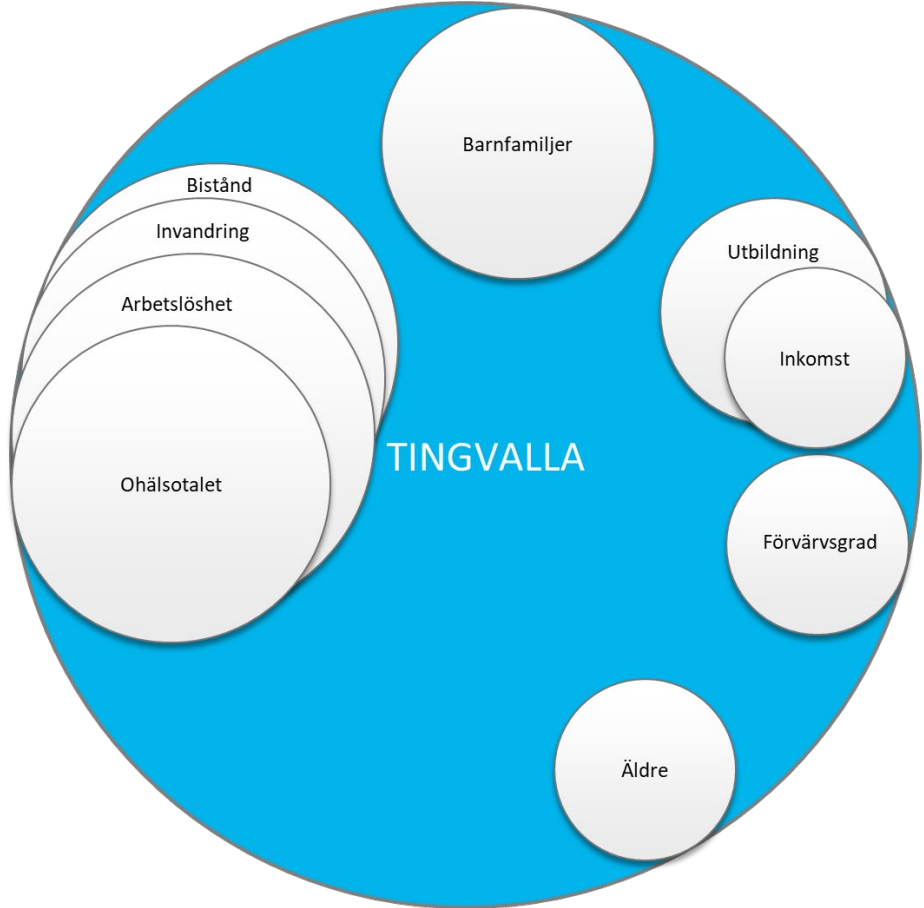 Barnfamiljer
Bistånd
Invandring
Utbildning
Arbetslöshet
Inkomst
TINGVALLA
Ohälsotalet
Förvärvsgrad
Äldre